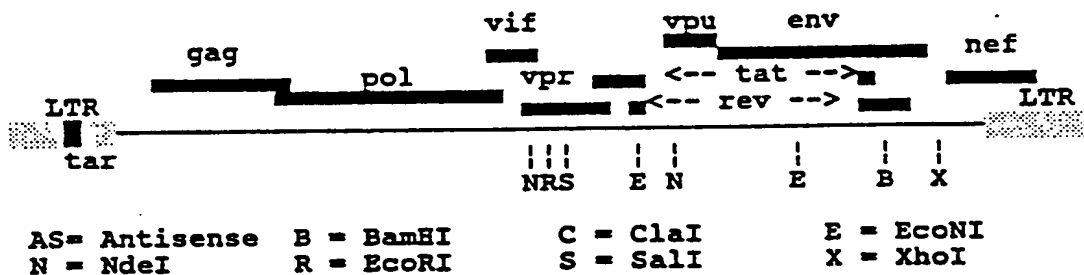 vif vpu env
gag nef
pol vpr <-- tat -->
LTR <-- rev --> LTR
tar
N R S E N E B X
AS= Antisense B = BamHI C = ClaI E = EcoNI
N = NdeI R = EcoRI S = SalI X = XhoI